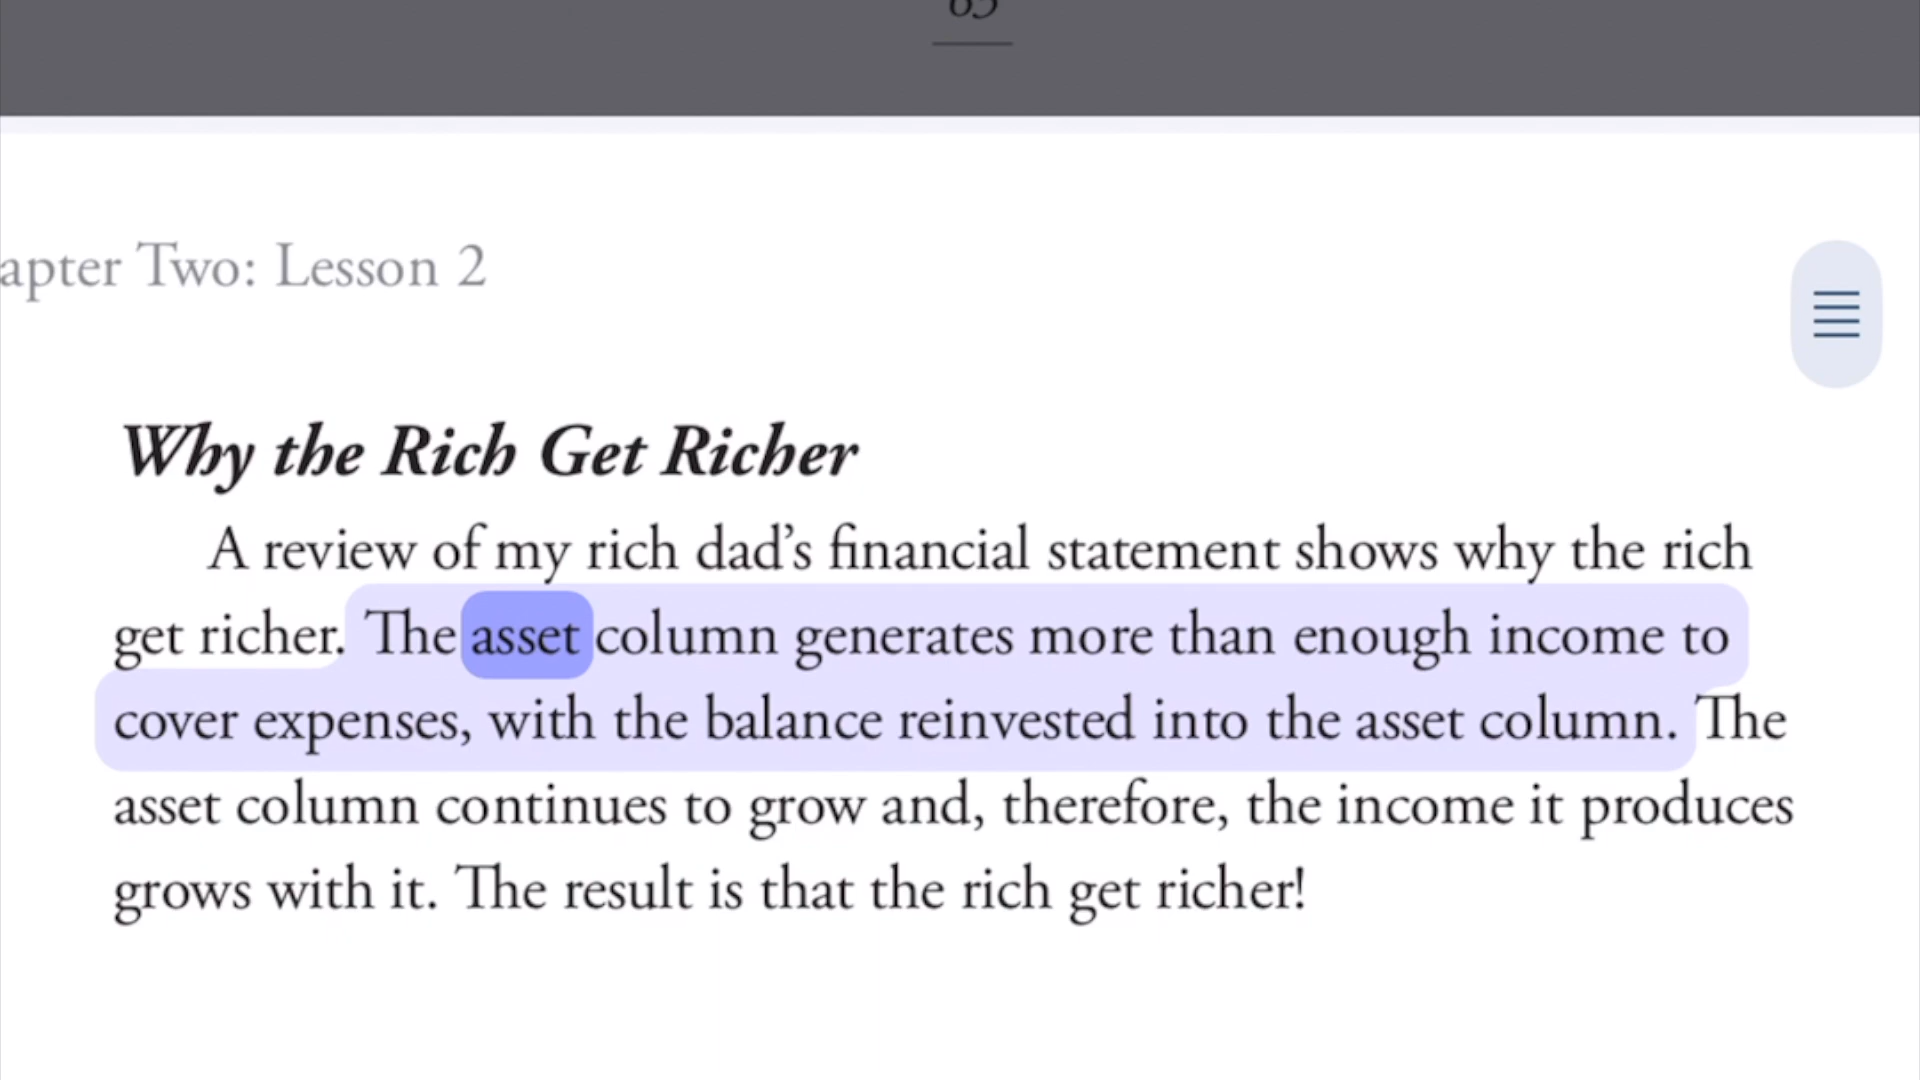 apter Two: Lesson 2
Why the Rich Get Richer
A review of my rich dad’s financial statement shows why the rich
get richer. The asset column generates more than enough income to
cover expenses, with the balance reinvested into the asset column. The
asset column continues to grow and, therefore, the income it produces
grows with it. The result is that the rich get richer!